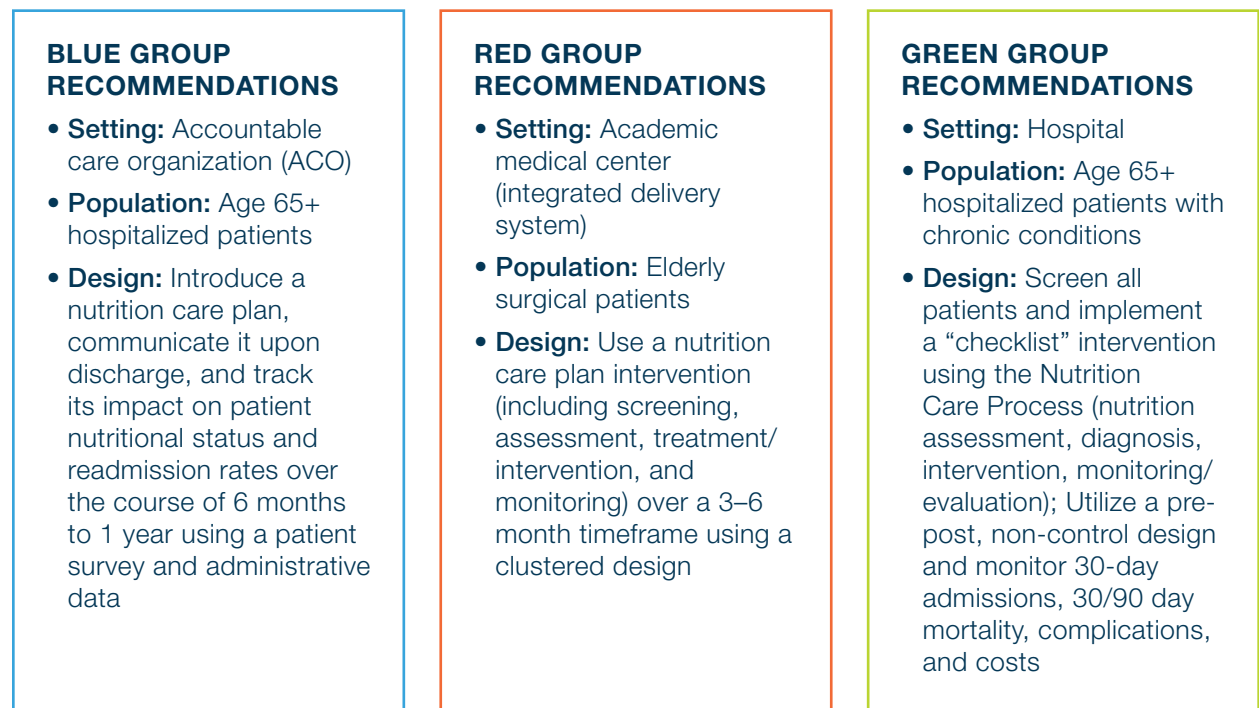 BLUE GROUP
RECOMMENDATIONS
• Setting: Accountable
care organization (ACO)
• Population: Age 65+
hospitalized patients
• Design: Introduce a
nutrition care plan,
communicate it upon
discharge, and track
its impact on patient
nutritional status and
readmission rates over
the course of 6 months
to 1 year using a patient
survey and administrative
data
RED GROUP
RECOMMENDATIONS
• Setting: Academic
medical center
(integrated delivery
system)
• Population: Elderly
surgical patients
• Design: Use a nutrition
care plan intervention
(including screening,
assessment, treatment/
intervention, and
monitoring) over a 3–6
month timeframe using a
clustered design
GREEN GROUP
RECOMMENDATIONS
• Setting: Hospital
• Population: Age 65+
hospitalized patients with
chronic conditions
• Design: Screen all
patients and implement
a “checklist” intervention
using the Nutrition
Care Process (nutrition
assessment, diagnosis,
intervention, monitoring/
evaluation); Utilize a pre-
post, non-control design
and monitor 30-day
admissions, 30/90 day
mortality, complications,
and costs